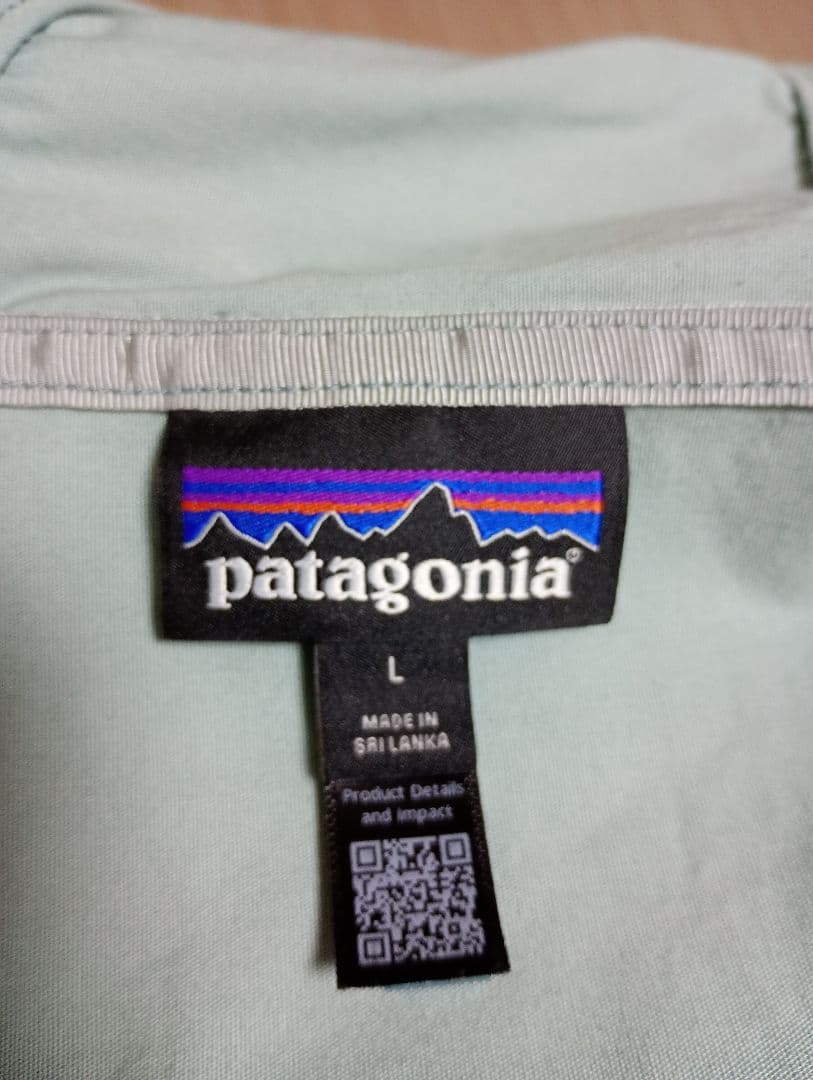 patagonia®
L
MADE IN
SRI LANKA
Product Details
and Impact